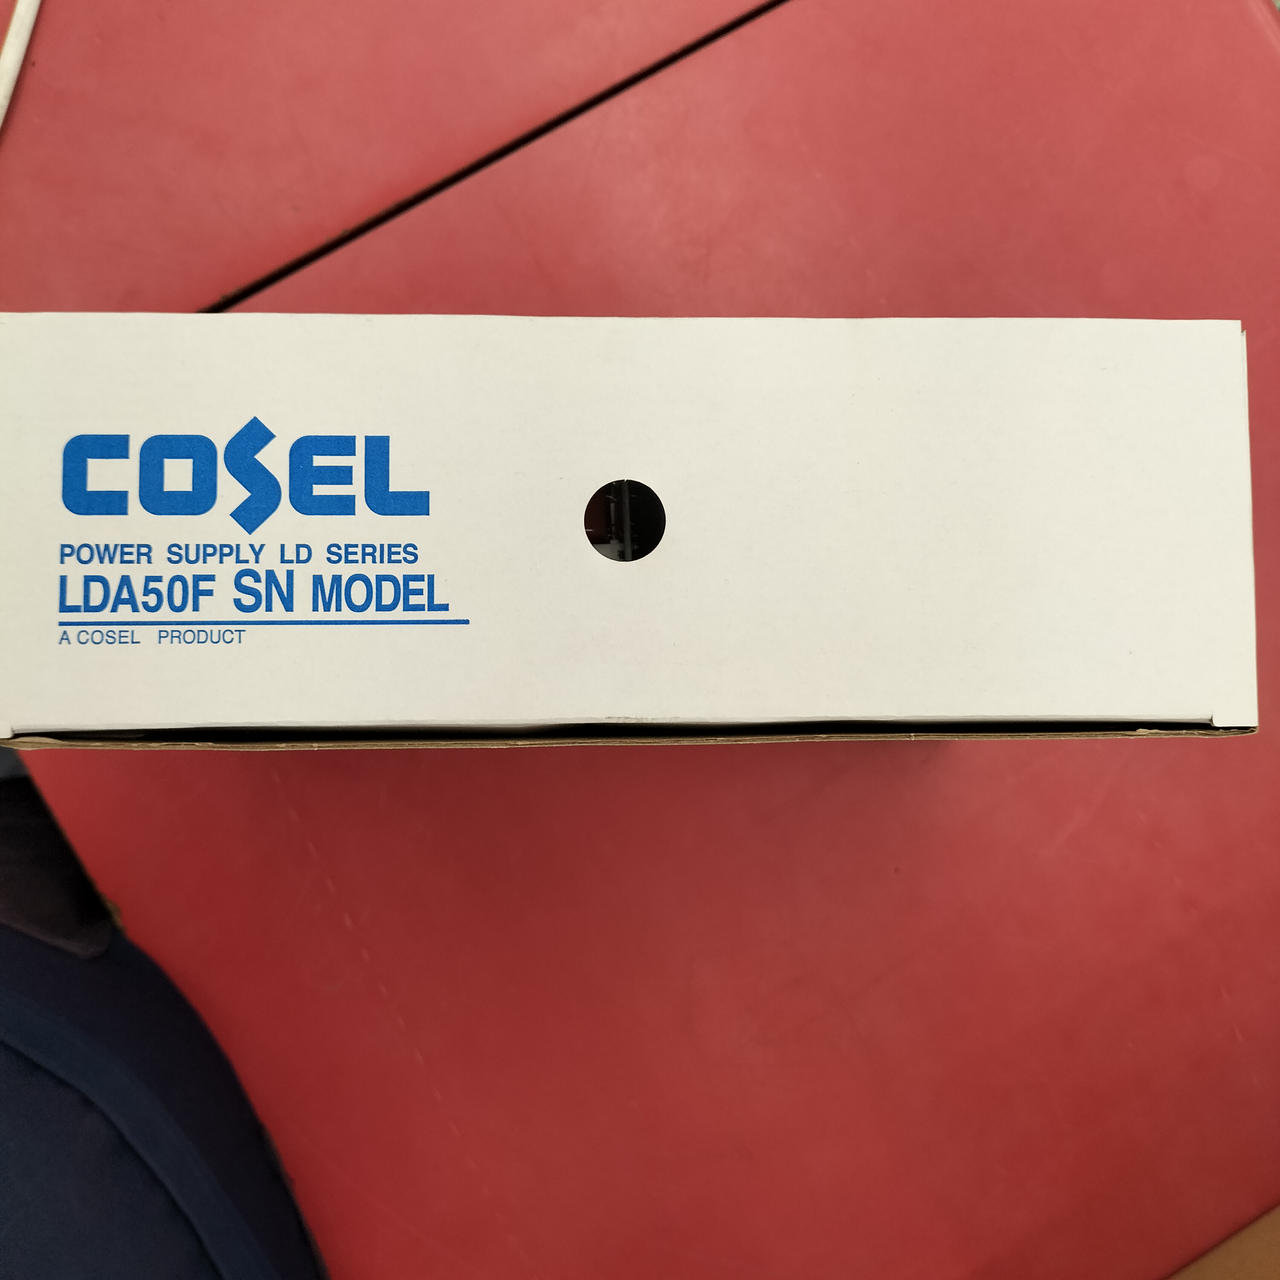 COSEL
POWER SUPPLY LD SERIES
LDA50F SN MODEL
A COSEL PRODUCT